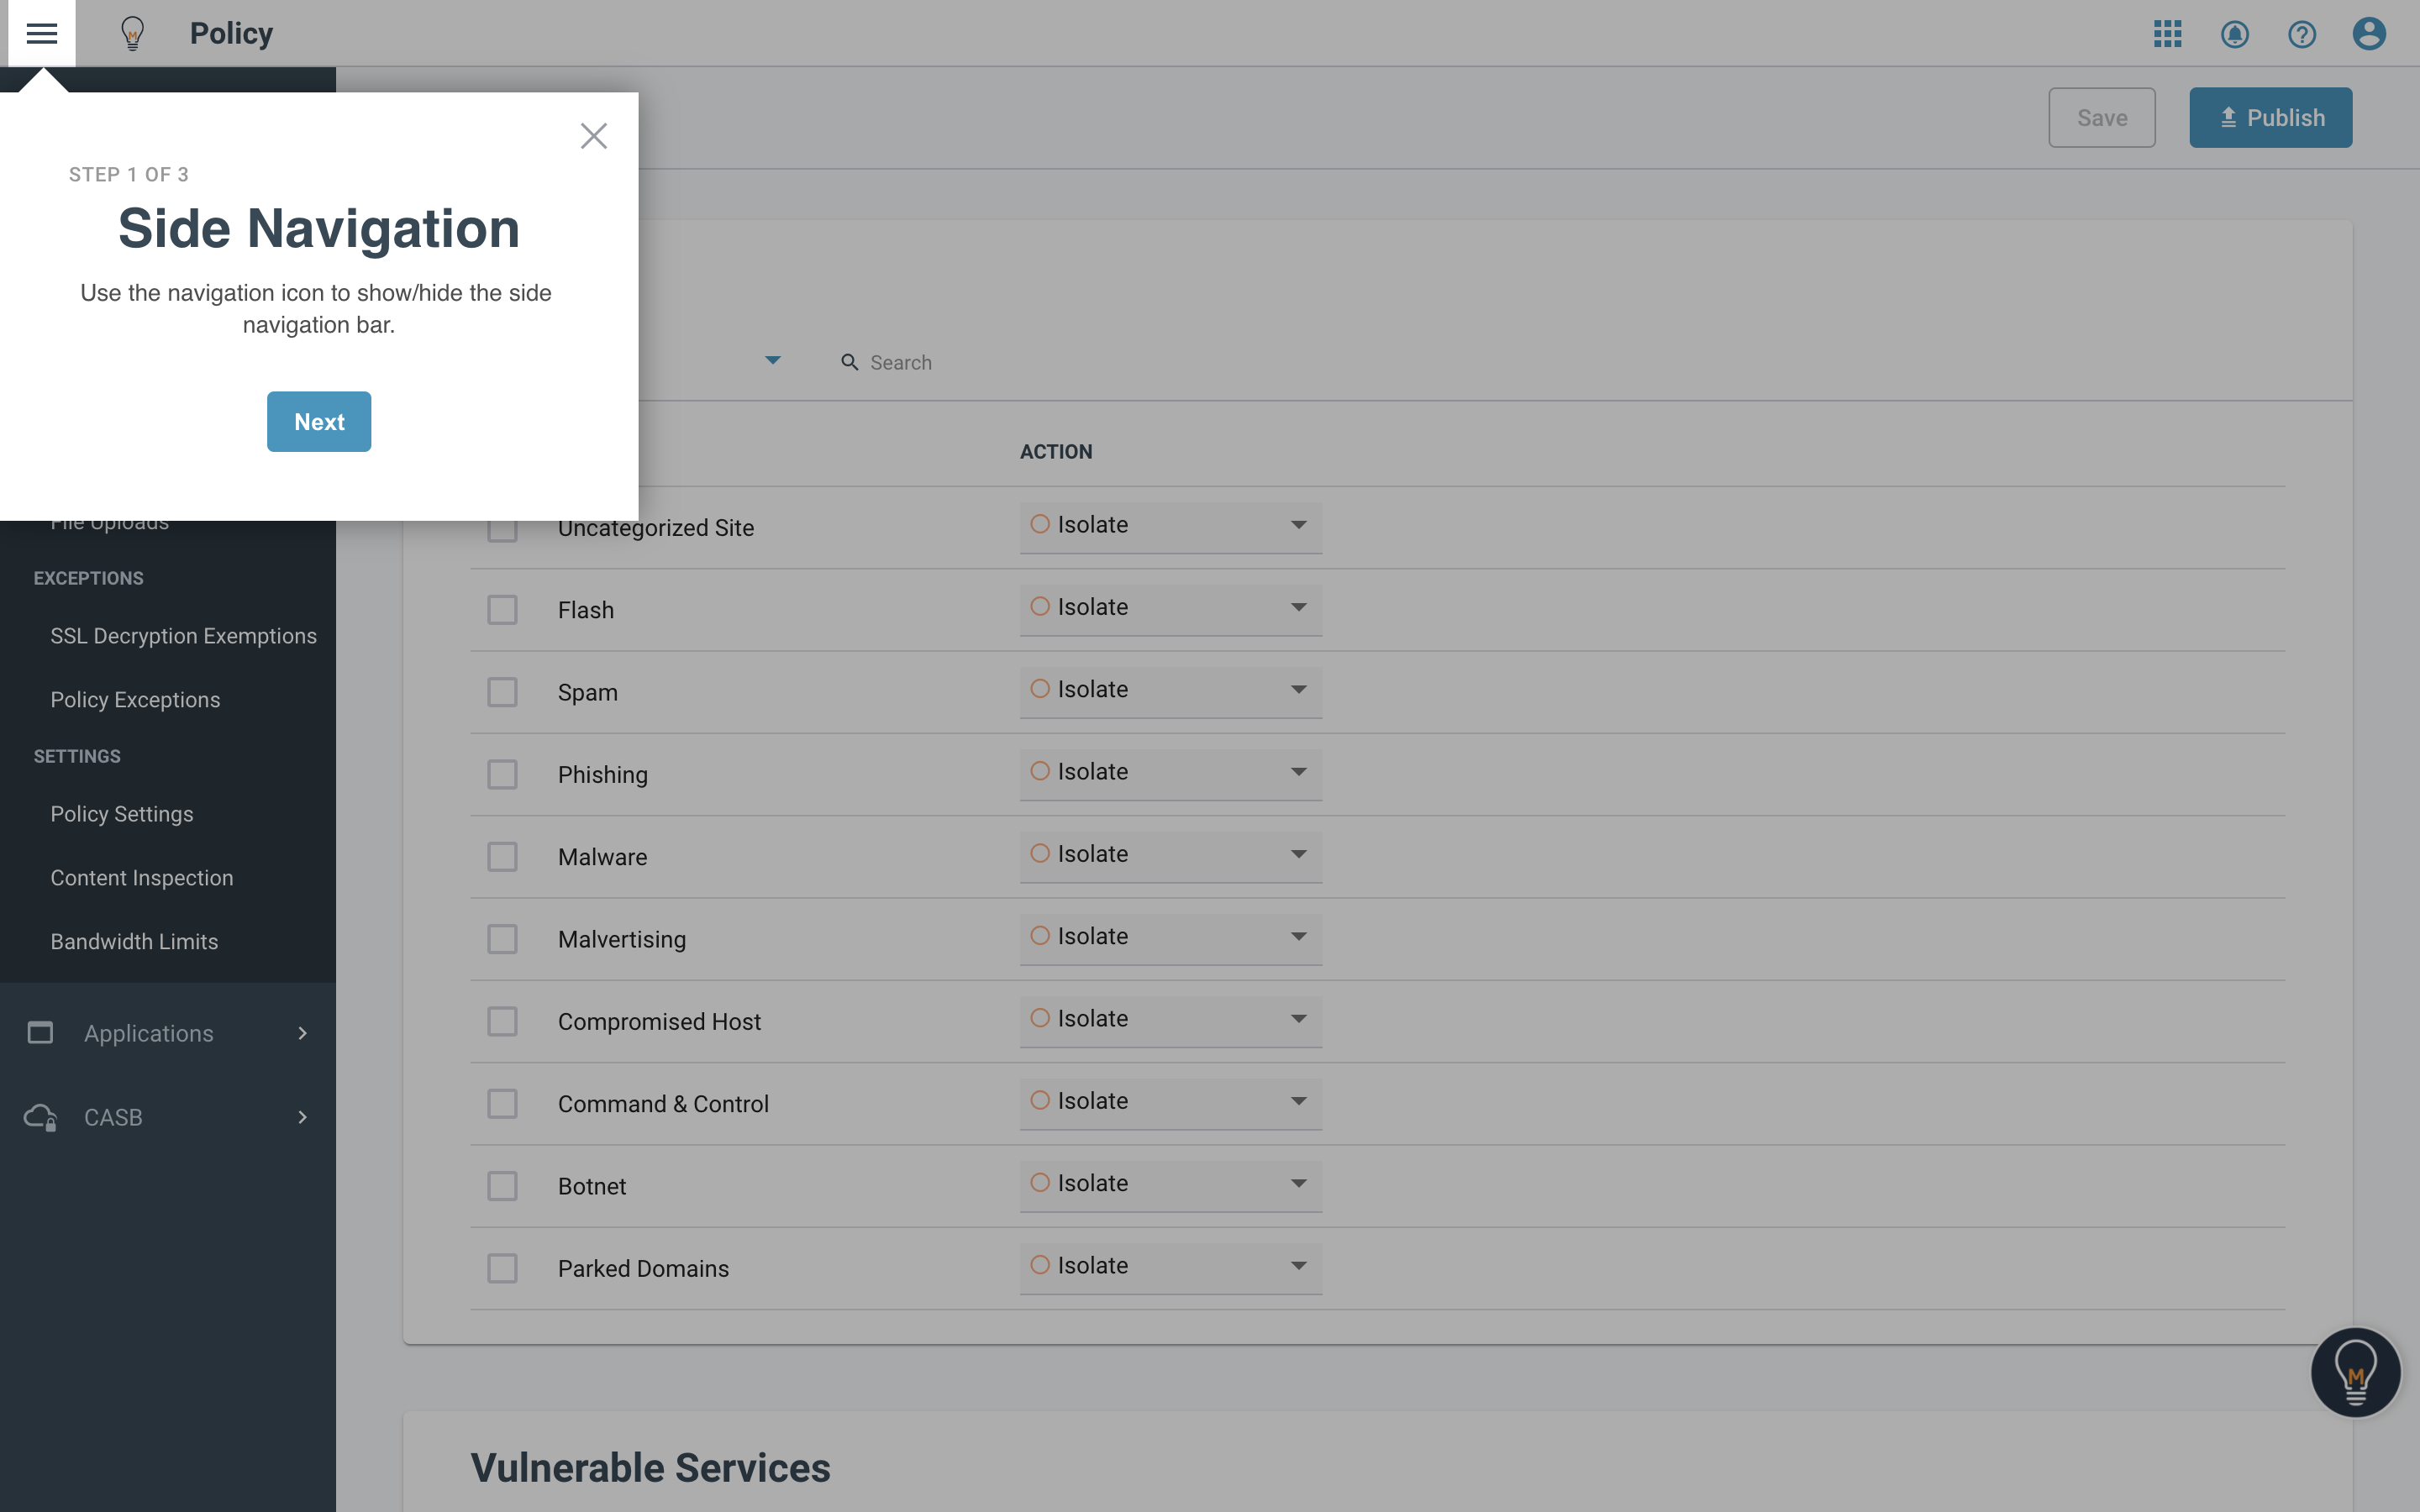 Policy
Save
Publish
STEP 1 OF 3
Side Navigation
Use the navigation icon to show/hide the side
navigation bar.
Next
Search
ACTION
File Uploads
EXCEPTIONS
SSL Decryption Exemptions
Policy Exceptions
SETTINGS
Policy Settings
Content Inspection
Bandwidth Limits
Applications
CASB
Uncategorized Site Isolate
Flash Isolate
Spam Isolate
Phishing Isolate
Malware Isolate
Malvertising Isolate
Compromised Host Isolate
Command & Control Isolate
Botnet Isolate
Parked Domains Isolate
M
Vulnerable Services